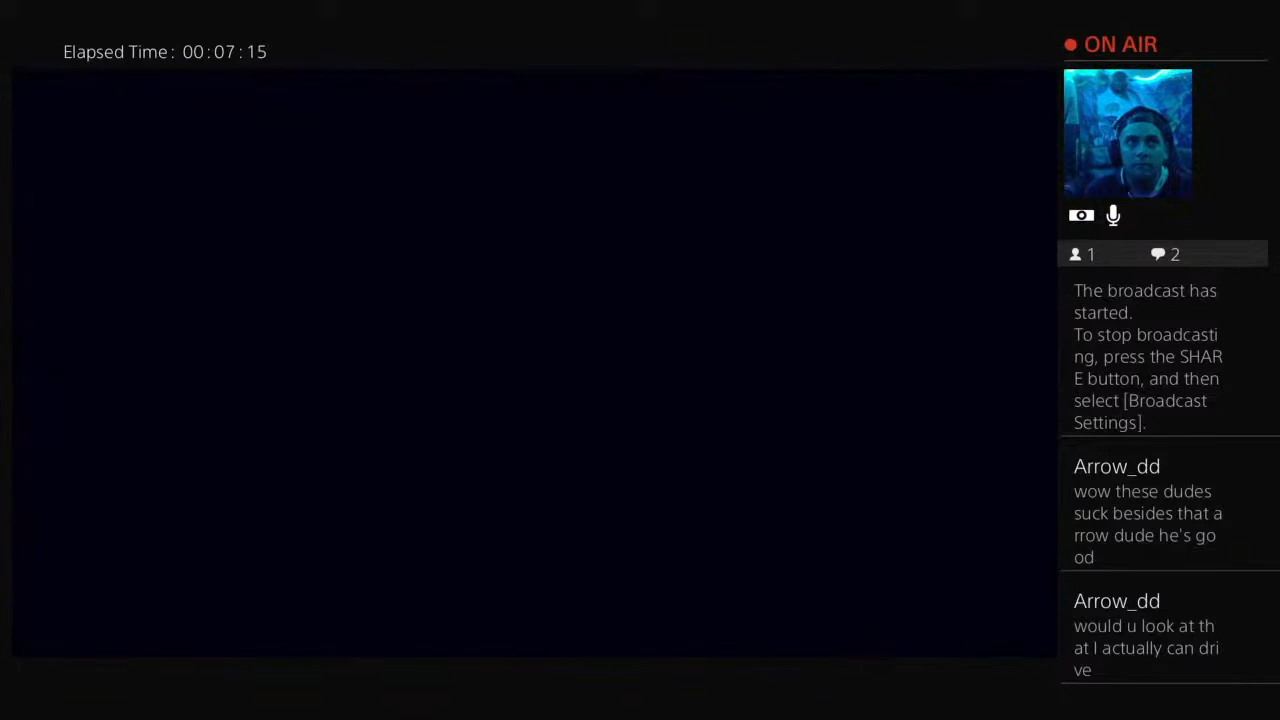 Elapsed Time: 00:07:15
ON AIR
1 2
The broadcast has
started.
To stop broadcasti
ng, press the SHAR
E button, and then
select [Broadcast
Settings].
Arrow_dd
wow these dudes
suck besides that a
rrow dude he's go
od
Arrow_dd
would u look at th
at I actually can dri
ve